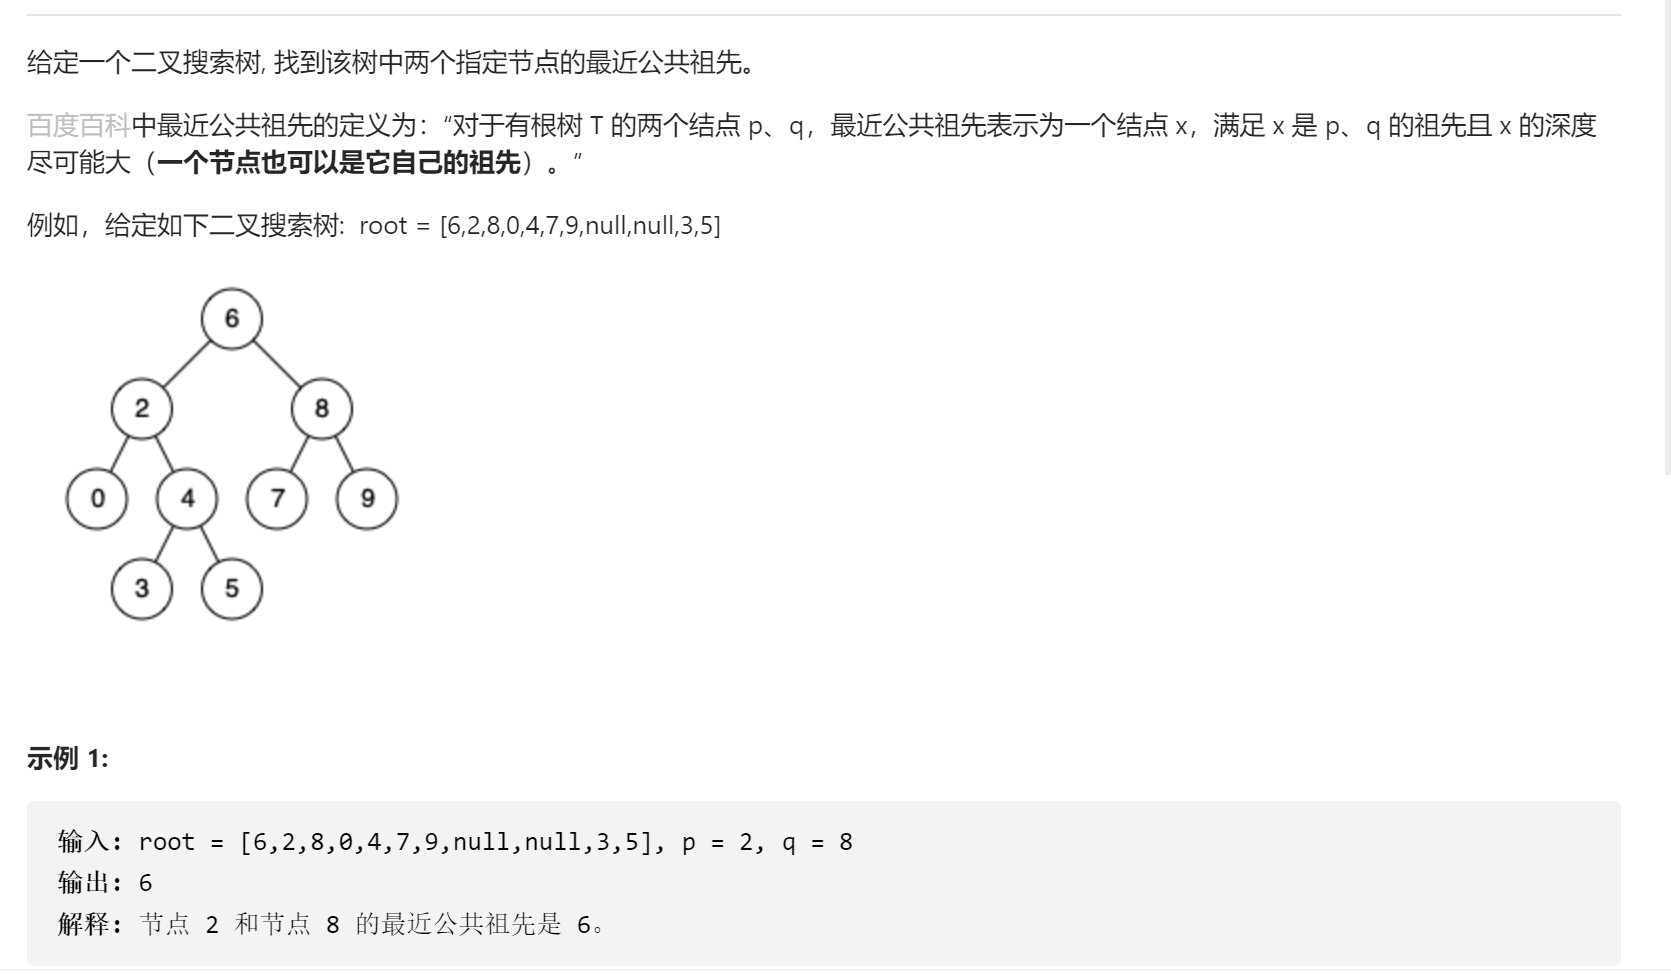 给定一个二叉搜索树, 找到该树中两个指定节点的最近公共祖先。
百度百科中最近公共祖先的定义为：“对于有根树 T 的两个结点 p、q，最近公共祖先表示为一个结点 x，满足 x 是 p、q 的祖先且 x 的深度
尽可能大（一个节点也可以是它自己的祖先）。”
例如，给定如下二叉搜索树:  root = [6,2,8,0,4,7,9,null,null,3,5]
6
2 8
0 4 7 9
3 5
示例 1:
输入: root = [6,2,8,0,4,7,9,null,null,3,5], p = 2, q = 8
输出: 6
解释: 节点 2 和节点 8 的最近公共祖先是 6。